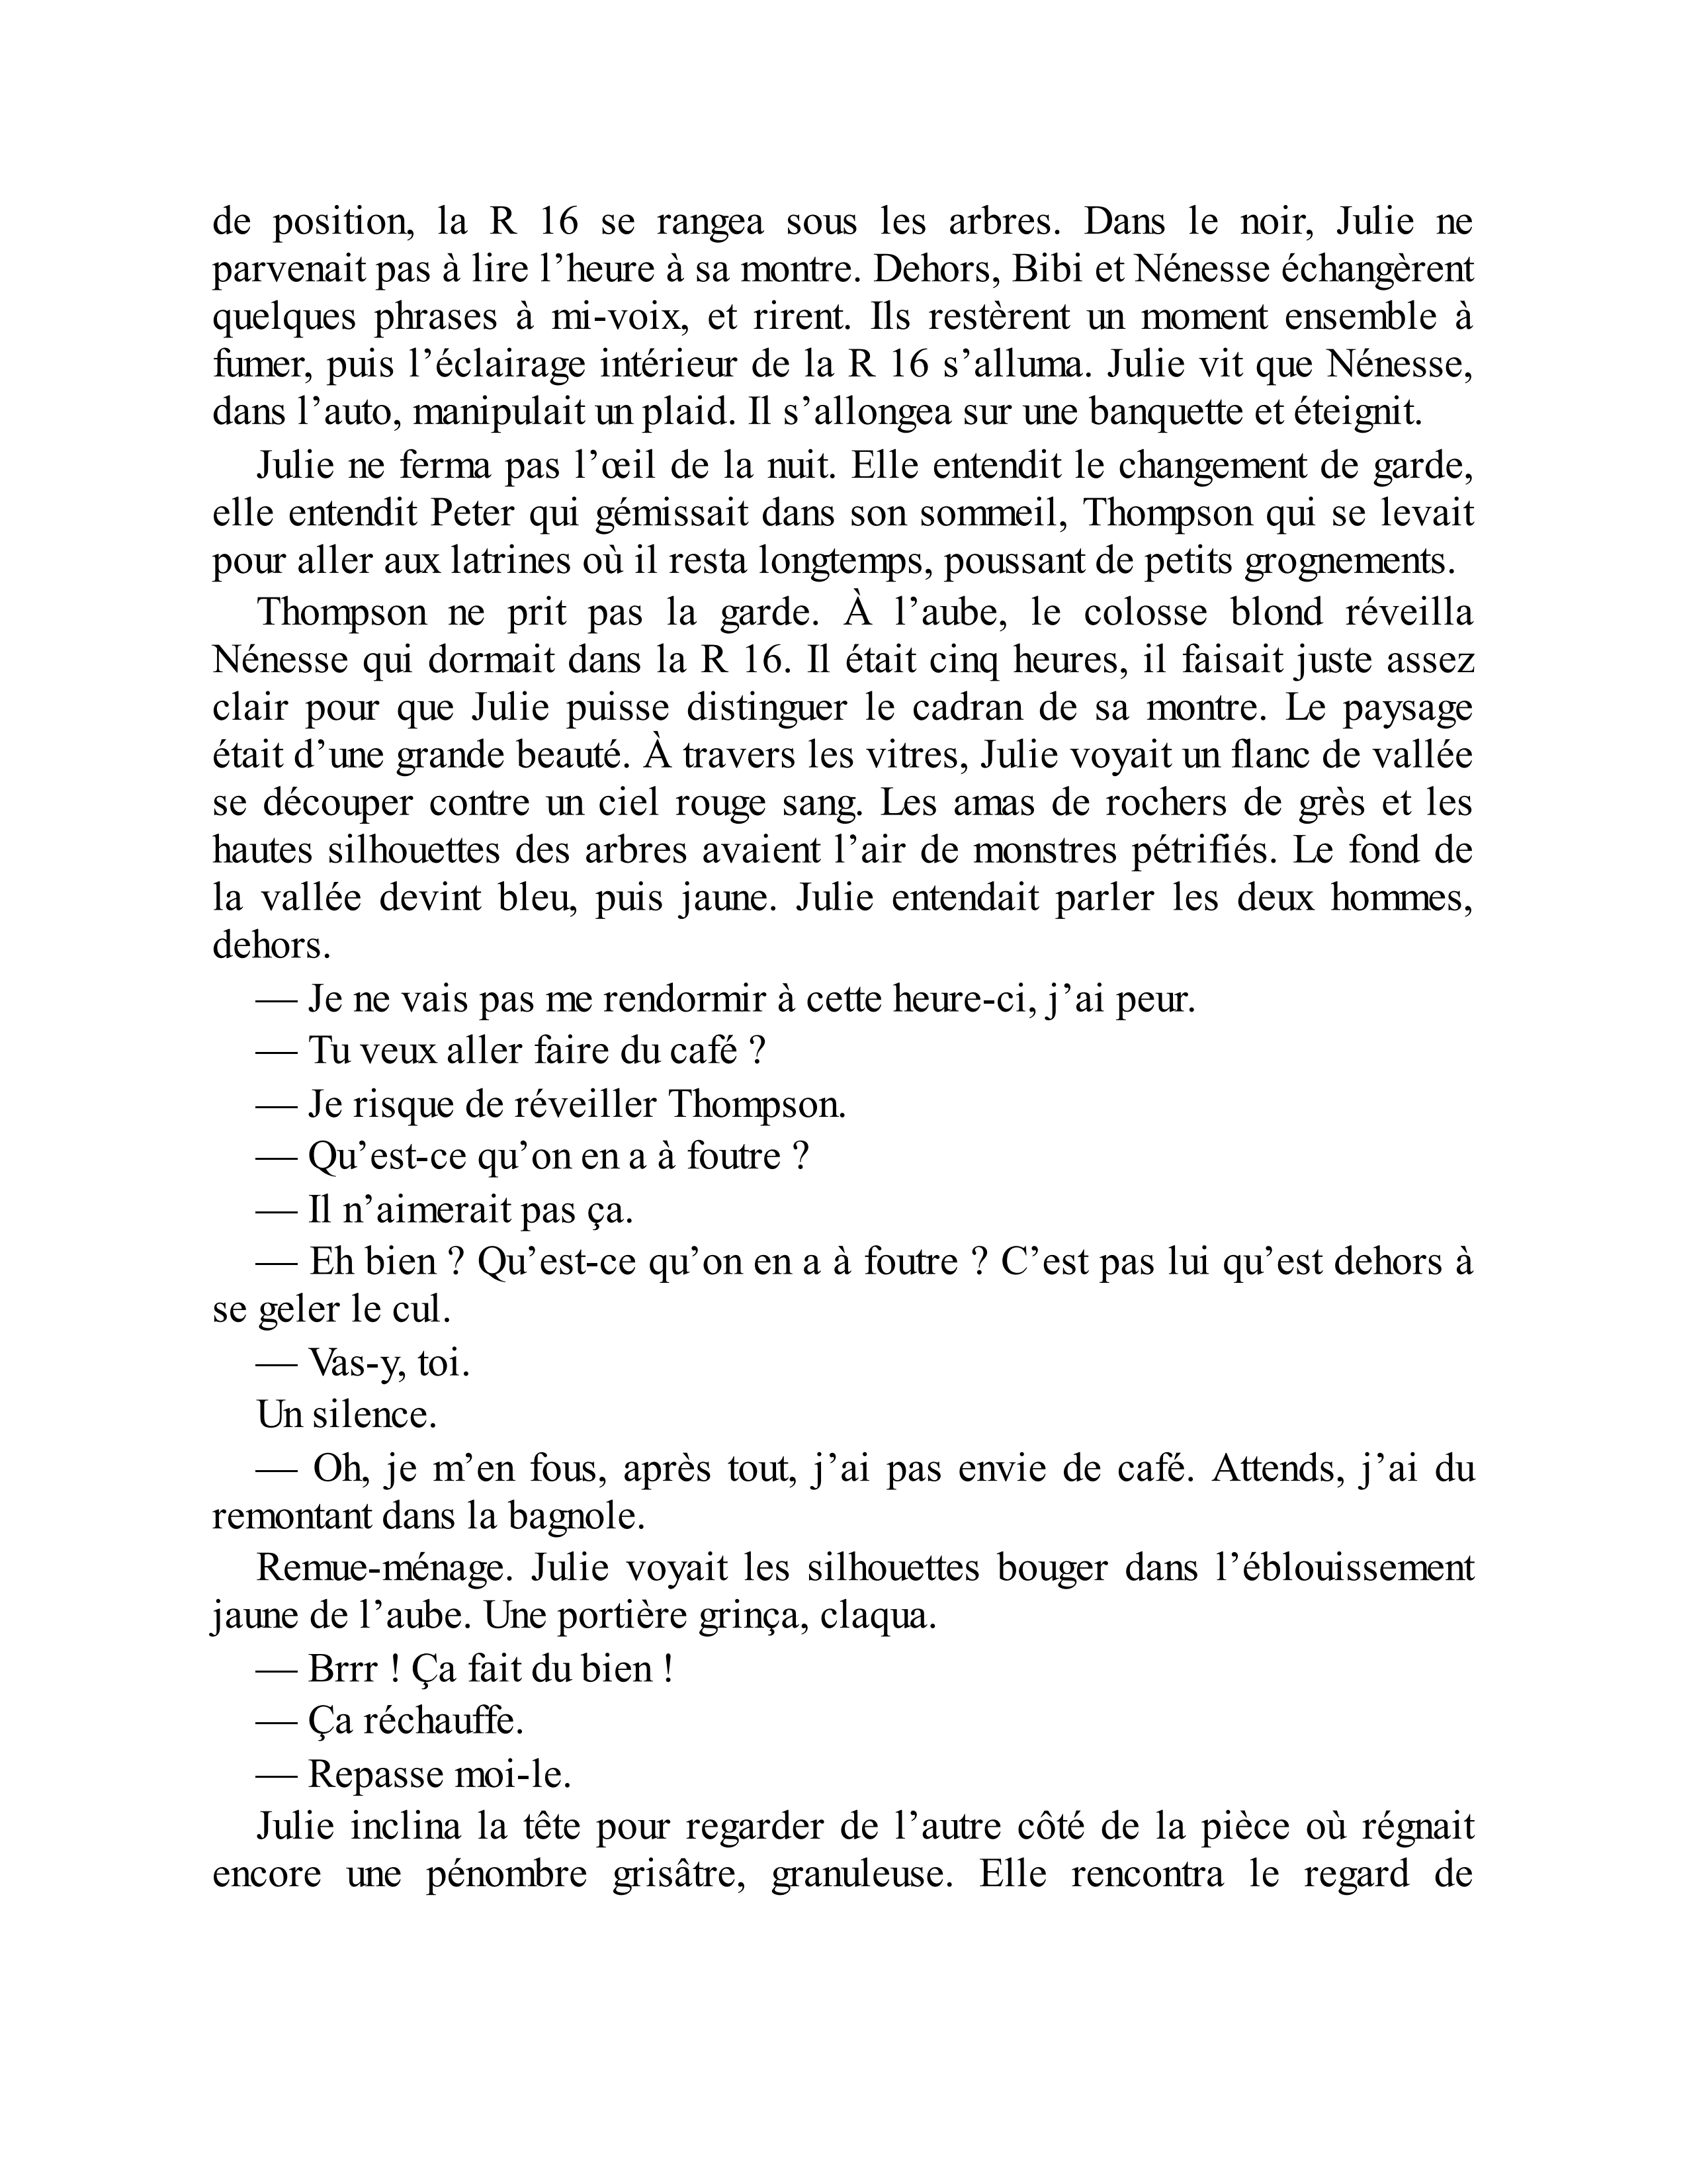 de position, la R 16 se rangea sous les arbres. Dans le noir, Julie ne
parvenait pas à lire l’heure à sa montre. Dehors, Bibi et Nénesse échangèrent
quelques phrases à mi-voix, et rirent. Ils restèrent un moment ensemble à
fumer, puis l’éclairage intérieur de la R 16 s’alluma. Julie vit que Nénesse,
dans l’auto, manipulait un plaid. Il s’allongea sur une banquette et éteignit.
Julie ne ferma pas l’œil de la nuit. Elle entendit le changement de garde,
elle entendit Peter qui gémissait dans son sommeil, Thompson qui se levait
pour aller aux latrines où il resta longtemps, poussant de petits grognements.
Thompson ne prit pas la garde. À l’aube, le colosse blond réveilla
Nénesse qui dormait dans la R 16. Il était cinq heures, il faisait juste assez
clair pour que Julie puisse distinguer le cadran de sa montre. Le paysage
était d’une grande beauté. À travers les vitres, Julie voyait un flanc de vallée
se découper contre un ciel rouge sang. Les amas de rochers de grès et les
hautes silhouettes des arbres avaient l’air de monstres pétrifiés. Le fond de
la vallée devint bleu, puis jaune. Julie entendait parler les deux hommes,
dehors.
— Je ne vais pas me rendormir à cette heure-ci, j’ai peur.
— Tu veux aller faire du café ?
— Je risque de réveiller Thompson.
— Qu’est-ce qu’on en a à foutre ?
— Il n’aimerait pas ça.
— Eh bien ? Qu’est-ce qu’on en a à foutre ? C’est pas lui qu’est dehors à
se geler le cul.
— Vas-y, toi.
Un silence.
— Oh, je m’en fous, après tout, j’ai pas envie de café. Attends, j’ai du
remontant dans la bagnole.
Remue-ménage. Julie voyait les silhouettes bouger dans l’éblouissement
jaune de l’aube. Une portière grinça, claqua.
— Brrr ! Ça fait du bien !
— Ça réchauffe.
— Repasse moi-le.
Julie inclina la tête pour regarder de l’autre côté de la pièce où régnait
encore une pénombre grisâtre, granuleuse. Elle rencontra le regard de